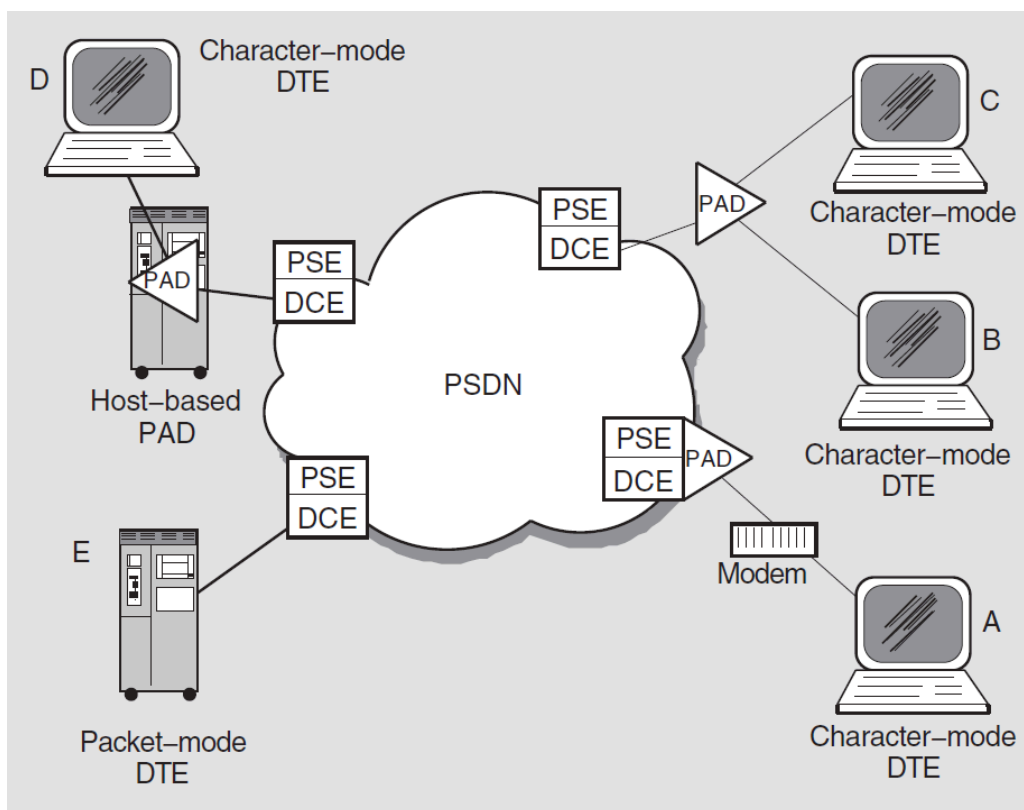 D
Character–mode
DTE
PAD
Host–based
PAD
PSE
DCE
PSE
DCE
PAD
C
Character–mode
DTE
B
Character–mode
DTE
PSDN
PSE
DCE
PAD
Modem
A
Character–mode
DTE
PSE
DCE
E
Packet–mode
DTE